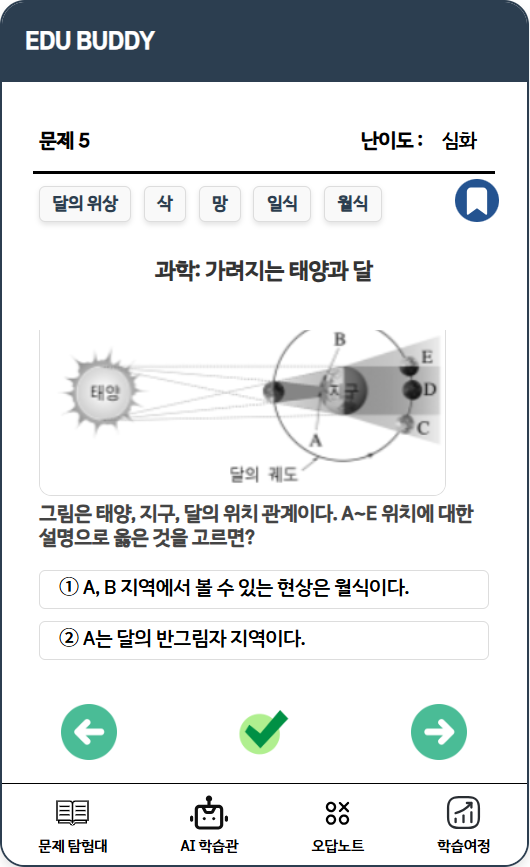 EDU BUDDY
문제 5 난이도 : 심화
달의 위상 삭 망 일식 월식
과학: 가려지는 태양과 달
B
E
태양 지구 D
C
A
달의 궤도
그림은 태양, 지구, 달의 위치 관계이다. A~E 위치에 대한
설명으로 옳은 것을 고르면?
① A, B 지역에서 볼 수 있는 현상은 월식이다.
② A는 달의 반그림자 지역이다.
문제 탐험대 AI 학습관 오답노트 학습여정